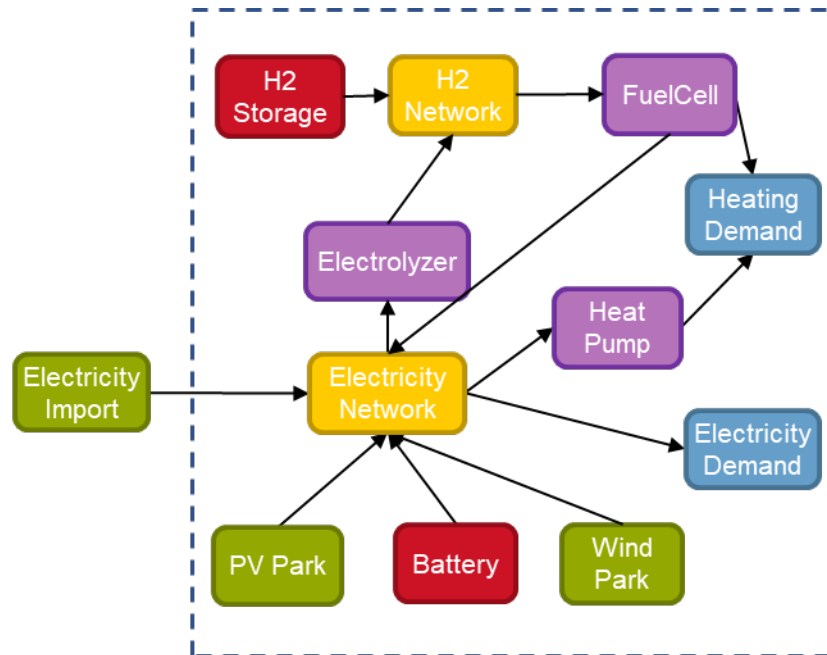 H2
Storage
H2
Network
FuelCell
Heating
Demand
Electrolyzer
Heat
Pump
Electricity
Import
Electricity
Network
Electricity
Demand
PV Park
Battery
Wind
Park